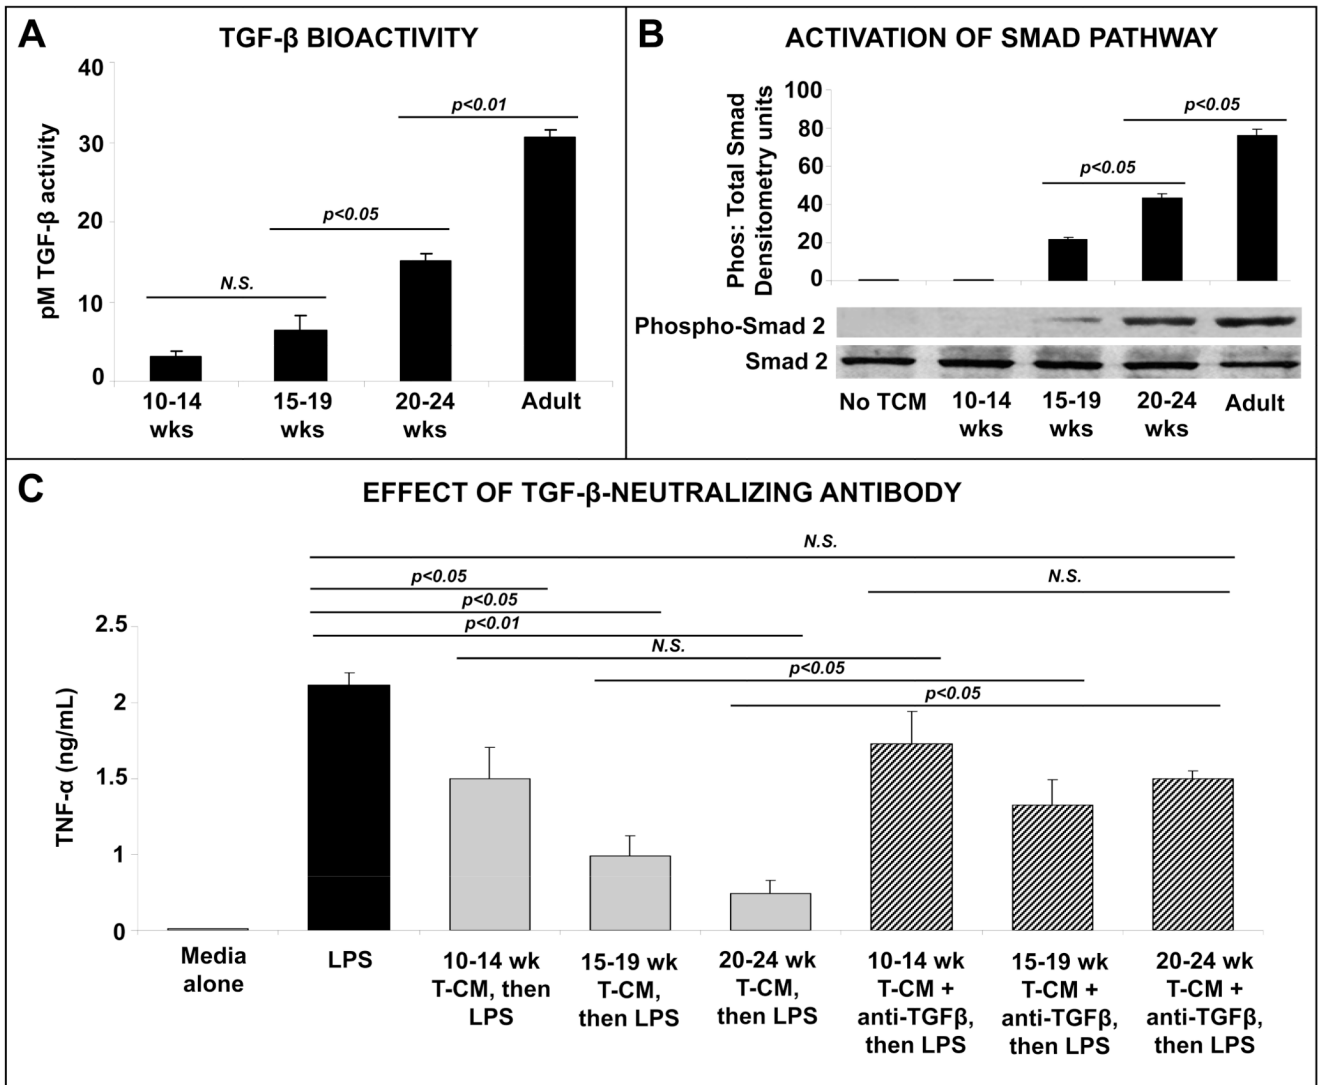 A
TGF-β BIOACTIVITY
pM TGF-β activity
40
30
20
10
0
N.S.
p<0.05
p<0.01
10-14
wks
15-19
wks
20-24
wks
Adult
B
ACTIVATION OF SMAD PATHWAY
Phos: Total Smad
Densitometry units
100
80
60
40
20
0
p<0.05
p<0.05
Phospho-Smad 2
Smad 2
No TCM
10-14
wks
15-19
wks
20-24
wks
Adult
C
EFFECT OF TGF-β-NEUTRALIZING ANTIBODY
N.S.
p<0.05
N.S.
p<0.05
p<0.01
N.S.
p<0.05
p<0.05
TNF-α (ng/mL)
2.5
2
1.5
1
0
Media
alone
LPS
10-14 wk
T-CM, then
LPS
15-19 wk
T-CM,
then LPS
20-24 wk
T-CM,
then LPS
10-14 wk
T-CM +
anti-TGFβ,
then LPS
15-19 wk
T-CM +
anti-TGFβ,
then LPS
20-24 wk
T-CM +
anti-TGFβ,
then LPS